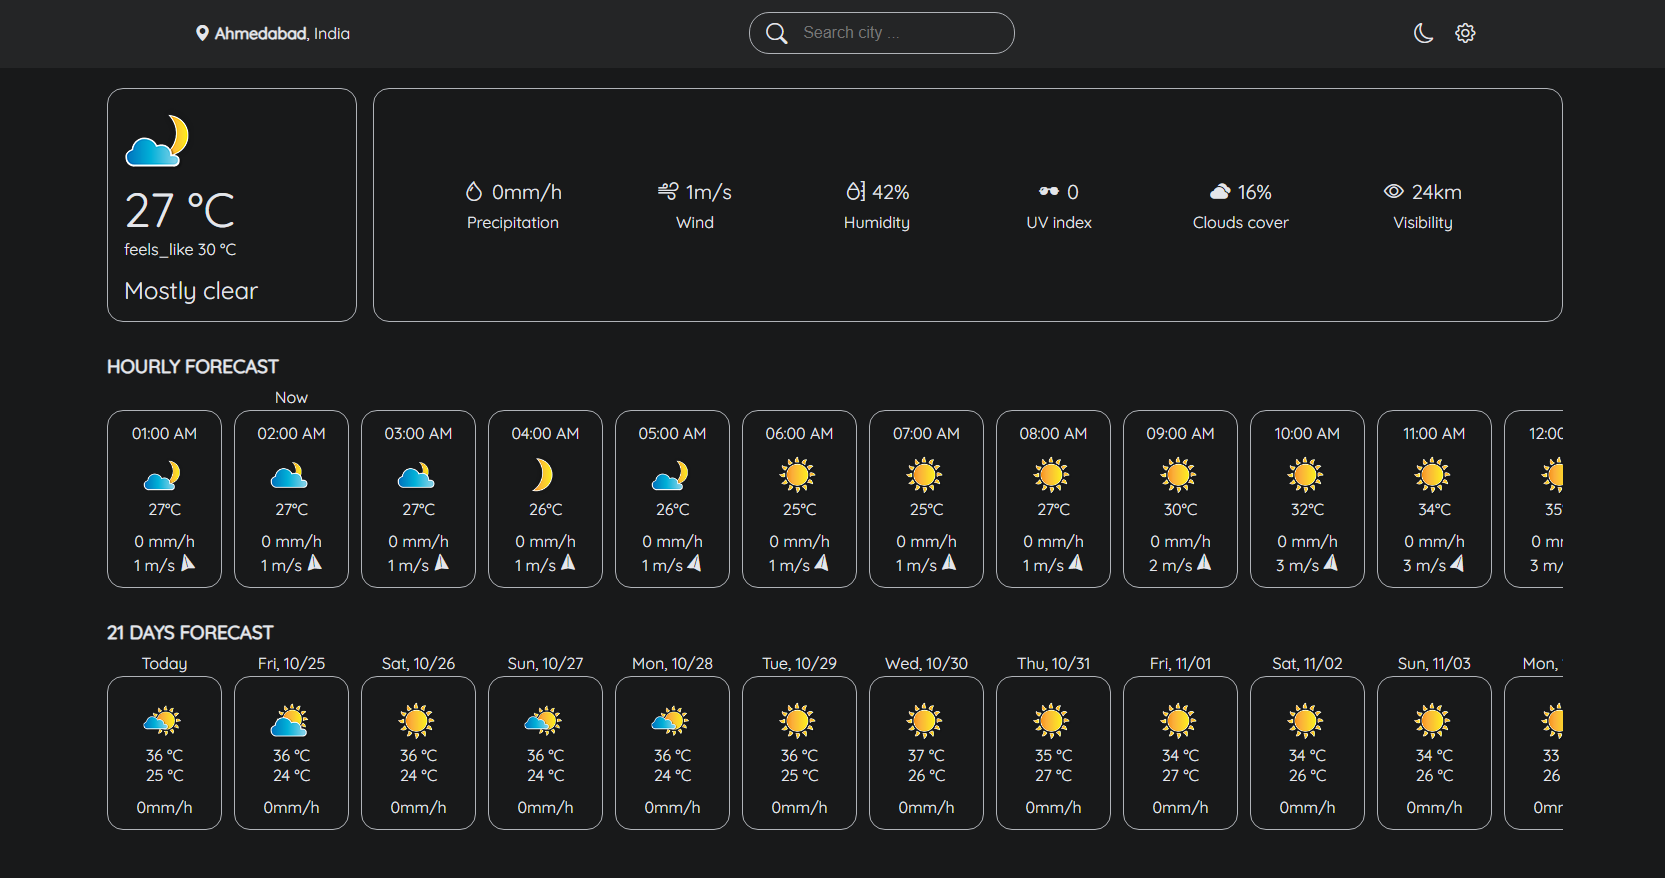 Ahmedabad, India
Search city ...
27 °C
feels_like 30 °C
Mostly clear
0mm/h 1m/s 42% 0 16% 24km
Precipitation Wind Humidity UV index Clouds cover Visibility
HOURLY FORECAST
Now
01:00 AM 02:00 AM 03:00 AM 04:00 AM 05:00 AM 06:00 AM 07:00 AM 08:00 AM 09:00 AM 10:00 AM 11:00 AM 12:00
27°C 27°C 27°C 26°C 26°C 25°C 25°C 27°C 30°C 32°C 34°C 35°
0 mm/h 0 mm/h 0 mm/h 0 mm/h 0 mm/h 0 mm/h 0 mm/h 0 mm/h 0 mm/h 0 mm/h 0 mm/h 0 m
1 m/s 1 m/s 1 m/s 1 m/s 1 m/s 1 m/s 1 m/s 1 m/s 2 m/s 3 m/s 3 m/s 3 m/
21 DAYS FORECAST
Today Fri, 10/25 Sat, 10/26 Sun, 10/27 Mon, 10/28 Tue, 10/29 Wed, 10/30 Thu, 10/31 Fri, 11/01 Sat, 11/02 Sun, 11/03 Mon,
36 °C 36 °C 36 °C 36 °C 36 °C 36 °C 37 °C 35 °C 34 °C 34 °C 34 °C 33
25 °C 24 °C 24 °C 24 °C 24 °C 25 °C 26 °C 27 °C 27 °C 26 °C 26 °C 26
0mm/h 0mm/h 0mm/h 0mm/h 0mm/h 0mm/h 0mm/h 0mm/h 0mm/h 0mm/h 0mm/h 0m